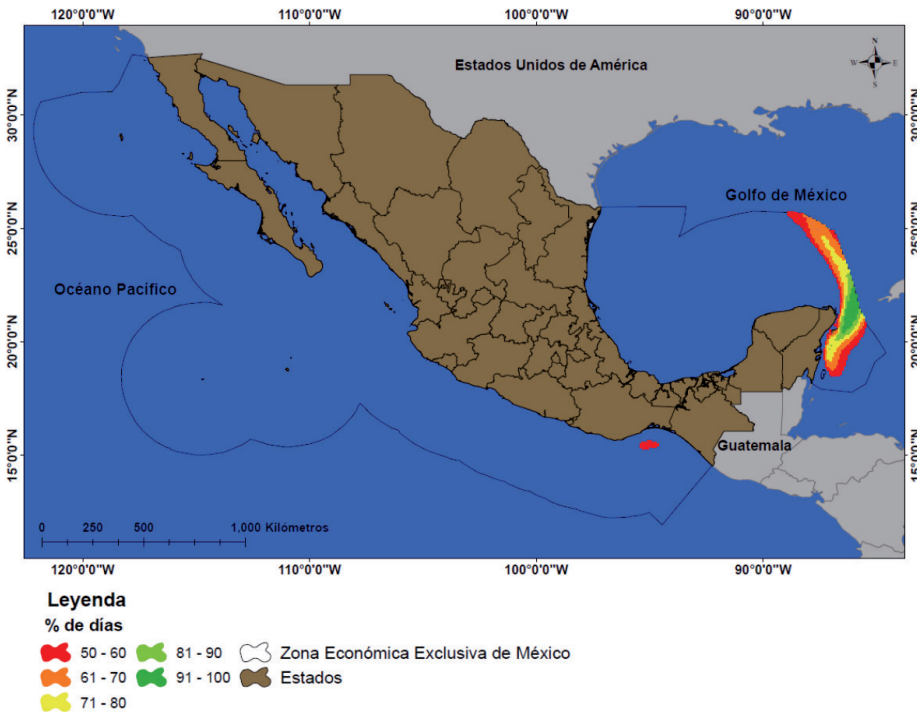 120°0'0"W 110°0'0"W 100°0'0"W 90°0'0"W
Estados Unidos de América
N
W E
S
30°0'0"N 30°0'0"N
Golfo de México
25°0'0"N 25°0'0"N
Océano Pacífico
20°0'0"N 20°0'0"N
Guatemala
15°0'0"N 15°0'0"N
0 250 500 1,000 Kilómetros
120°0'0"W 110°0'0"W 100°0'0"W 90°0'0"W
Leyenda
% de días
50 - 60 81 - 90 Zona Económica Exclusiva de México
61 - 70 91 - 100 Estados
71 - 80